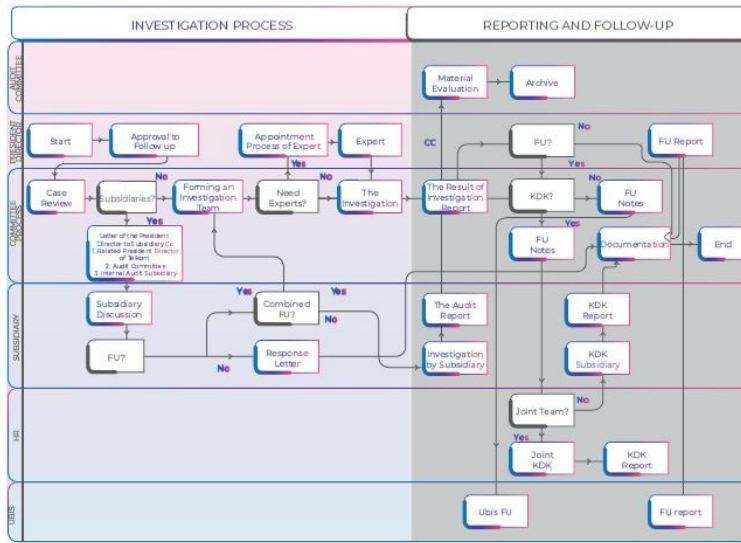 INVESTIGATION PROCESS
REPORTING AND FOLLOW-UP
AUDIT
COMMITTEE
PRESIDENT
DIRECTOR
COMMITTEE
PROCESS
SUBSIDIARY
HR
UBIS
Material
Evaluation
Archive
Start
Approval to
Follow up
Appointment
Process of Expert
Expert
Yes
CC
FU?
No
Yes
FU Report
Case
Review
Subsidiaries?
No
Yes
Forming an
Investigation
Team
Need
Experts?
No
The
Investigation
The Result of
Investigation
Report
KDK?
No
Yes
FU
Notes
FU
Notes
Documentation
End
Letter of the President
Director to Subsidiary Cc.
1. Related President Director
of Telkom
2. Audit Committee
3. Internal Audit Subsidiary
Subsidiary
Discussion
FU?
Yes
No
Combined
FU?
Yes
No
Response
Letter
The Audit
Report
Investigation
by Subsidiary
KDK
Report
KDK
Subsidiary
Joint Team?
No
Yes
Joint
KDK
KDK
Report
Ubis FU
FU report